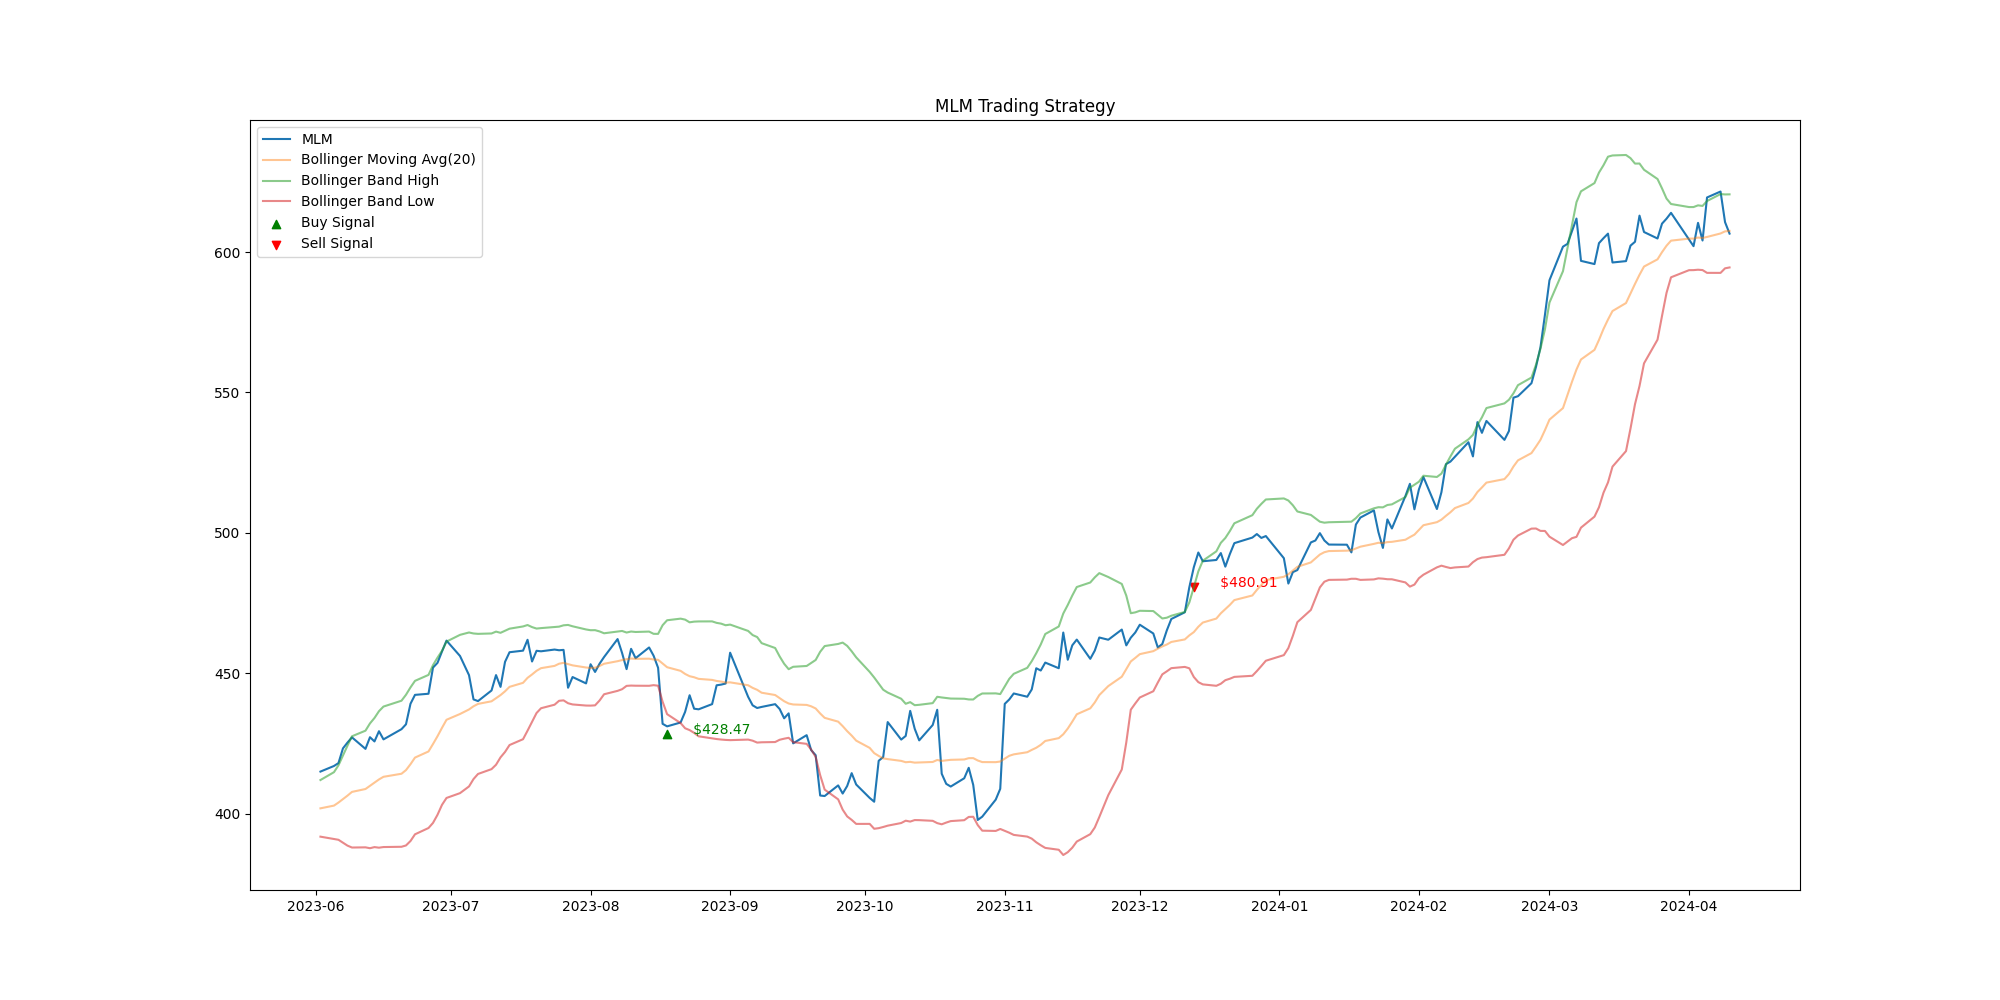 MLM Trading Strategy
MLM
Bollinger Moving Avg(20)
Bollinger Band High
Bollinger Band Low
Buy Signal
Sell Signal
600
550
500
450
400
$428.47
$480.91
2023-06 2023-07 2023-08 2023-09 2023-10 2023-11 2023-12 2024-01 2024-02 2024-03 2024-04